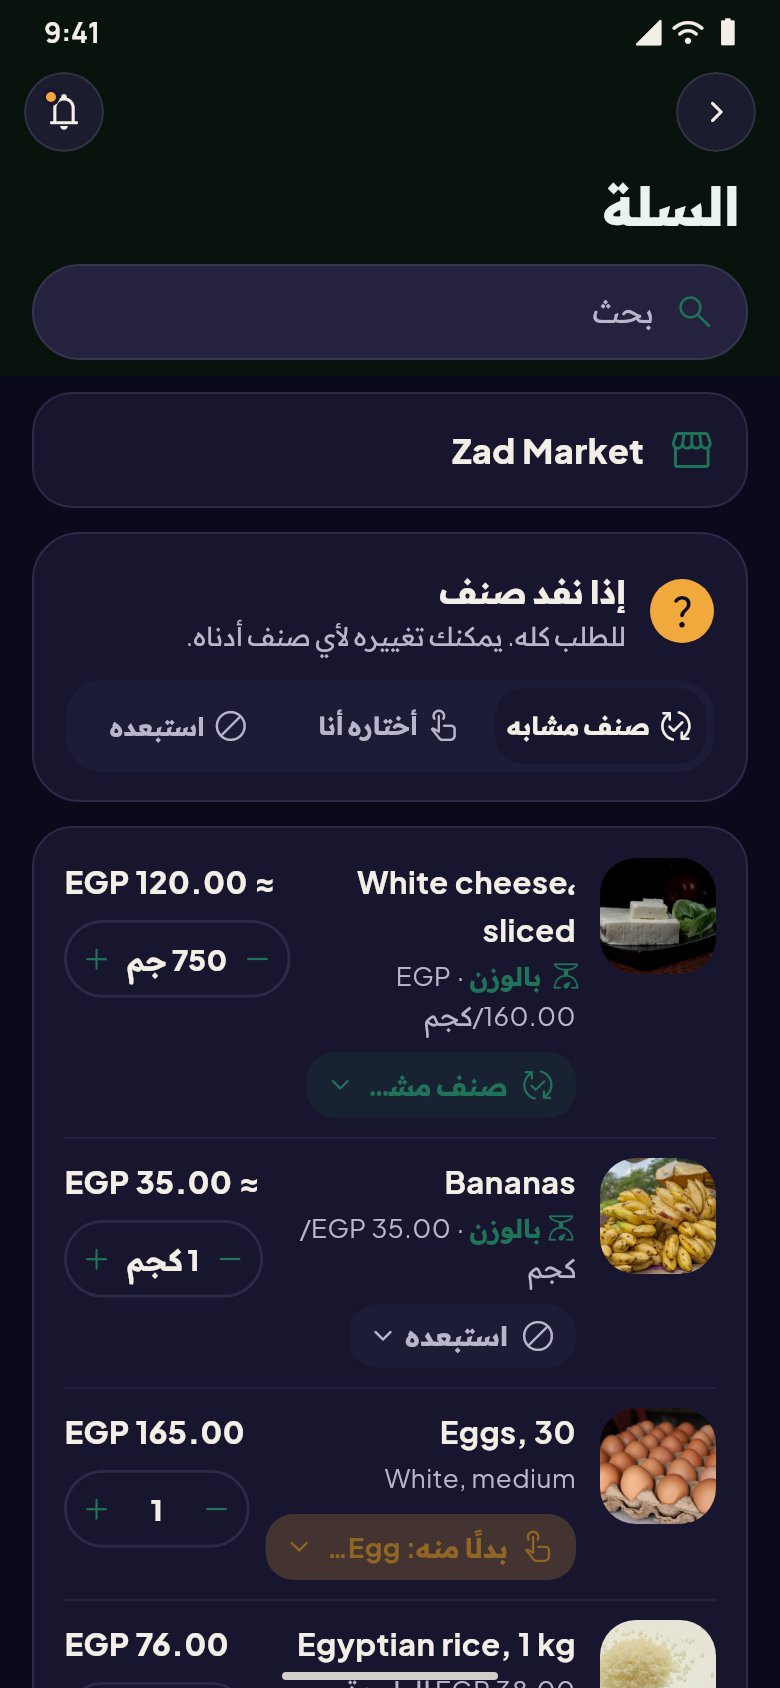 9:41
السلة
بحث
Zad Market
إذا نفد صنف
للطلب كله. يمكنك تغييره لأي صنف أدناه.
صنف مشابه
أختاره أنا
استبعده
White cheese،
sliced
بالوزن · EGP
160.00/كجم
صنف مشـ...
≈ EGP 120.00
− 750 جم +
Bananas
بالوزن · EGP 35.00/
كجم
استبعده
≈ EGP 35.00
− 1 كجم +
Eggs, 30
White, medium
بدلًا منه: Egg...
EGP 165.00
− 1 +
Egyptian rice, 1 kg
EGP 76.00